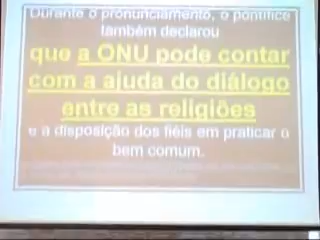 Durante o pronunciamento, o pontífice
também declarou
que a ONU pode contar
com a ajuda do diálogo
entre as religiões
e a disposição dos fiéis em praticar o
bem comum.